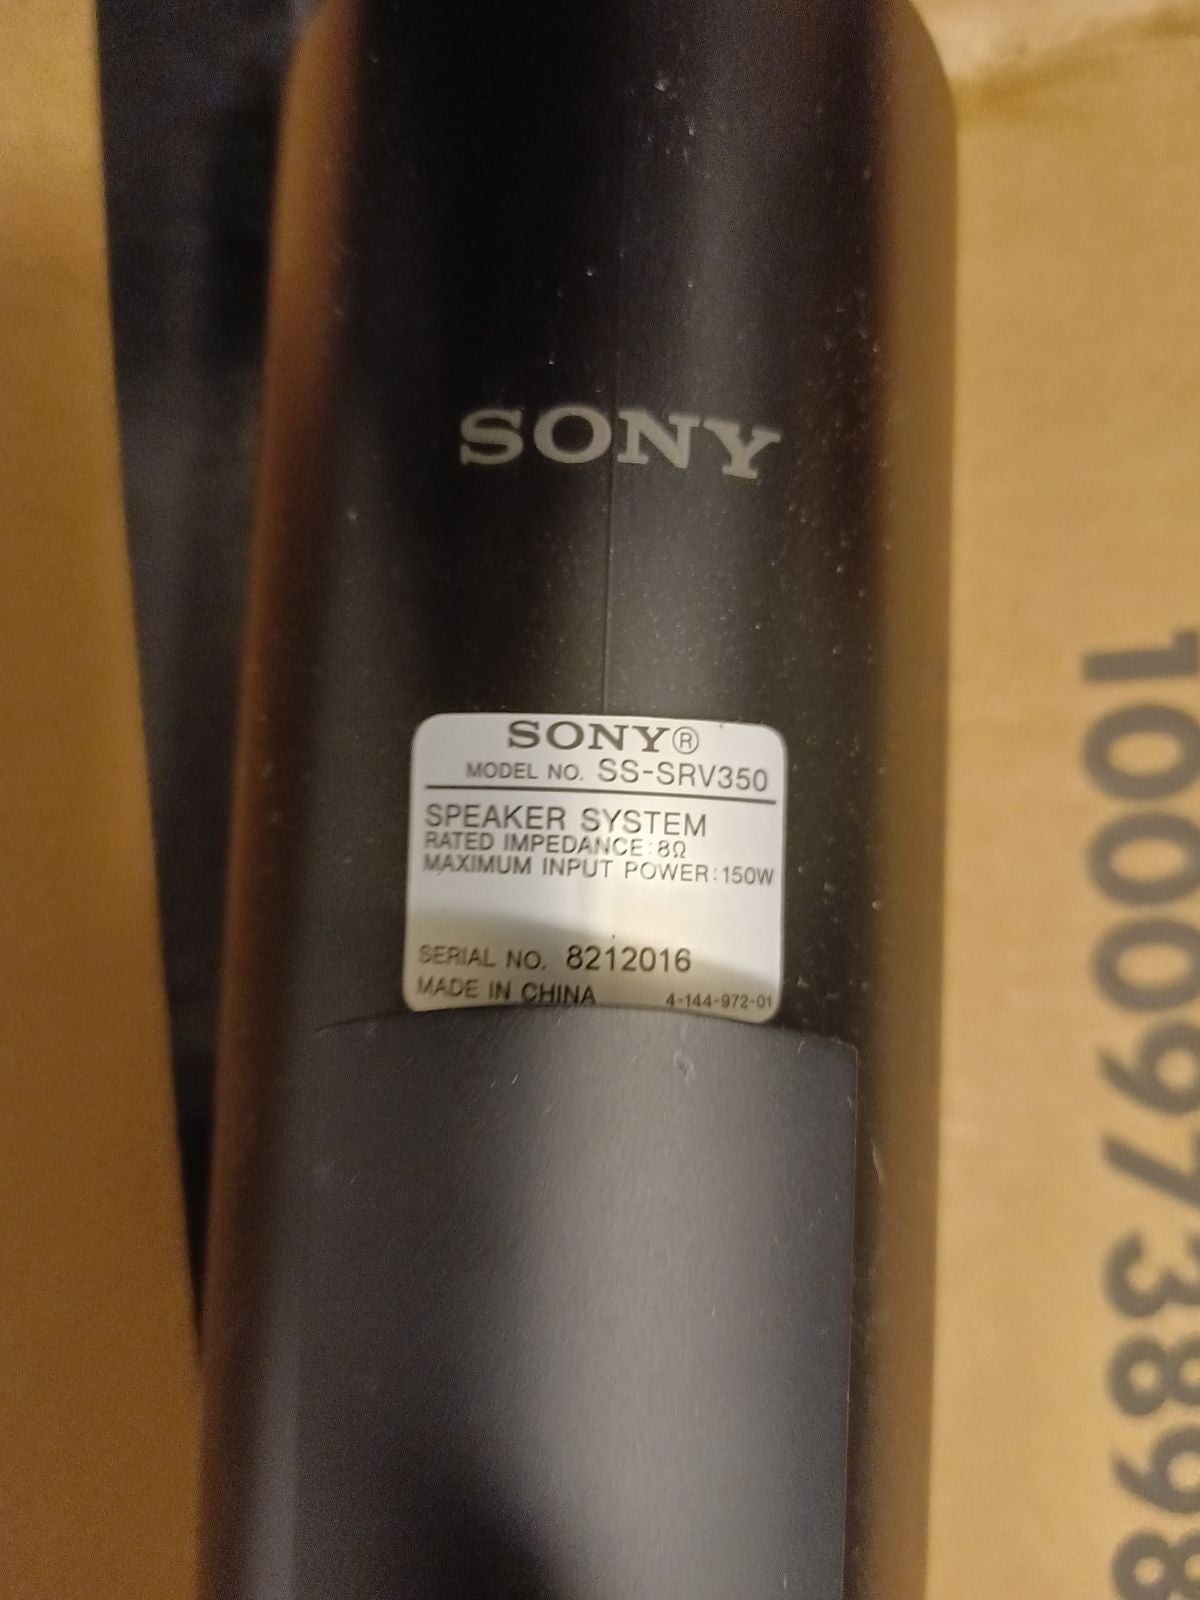 SONY
SONY®
MODEL NO. SS-SRV350
SPEAKER SYSTEM
RATED IMPEDANCE:8Ω
MAXIMUM INPUT POWER:150W
SERIAL NO. 8212016
MADE IN CHINA 4-144-972-01
1000973898